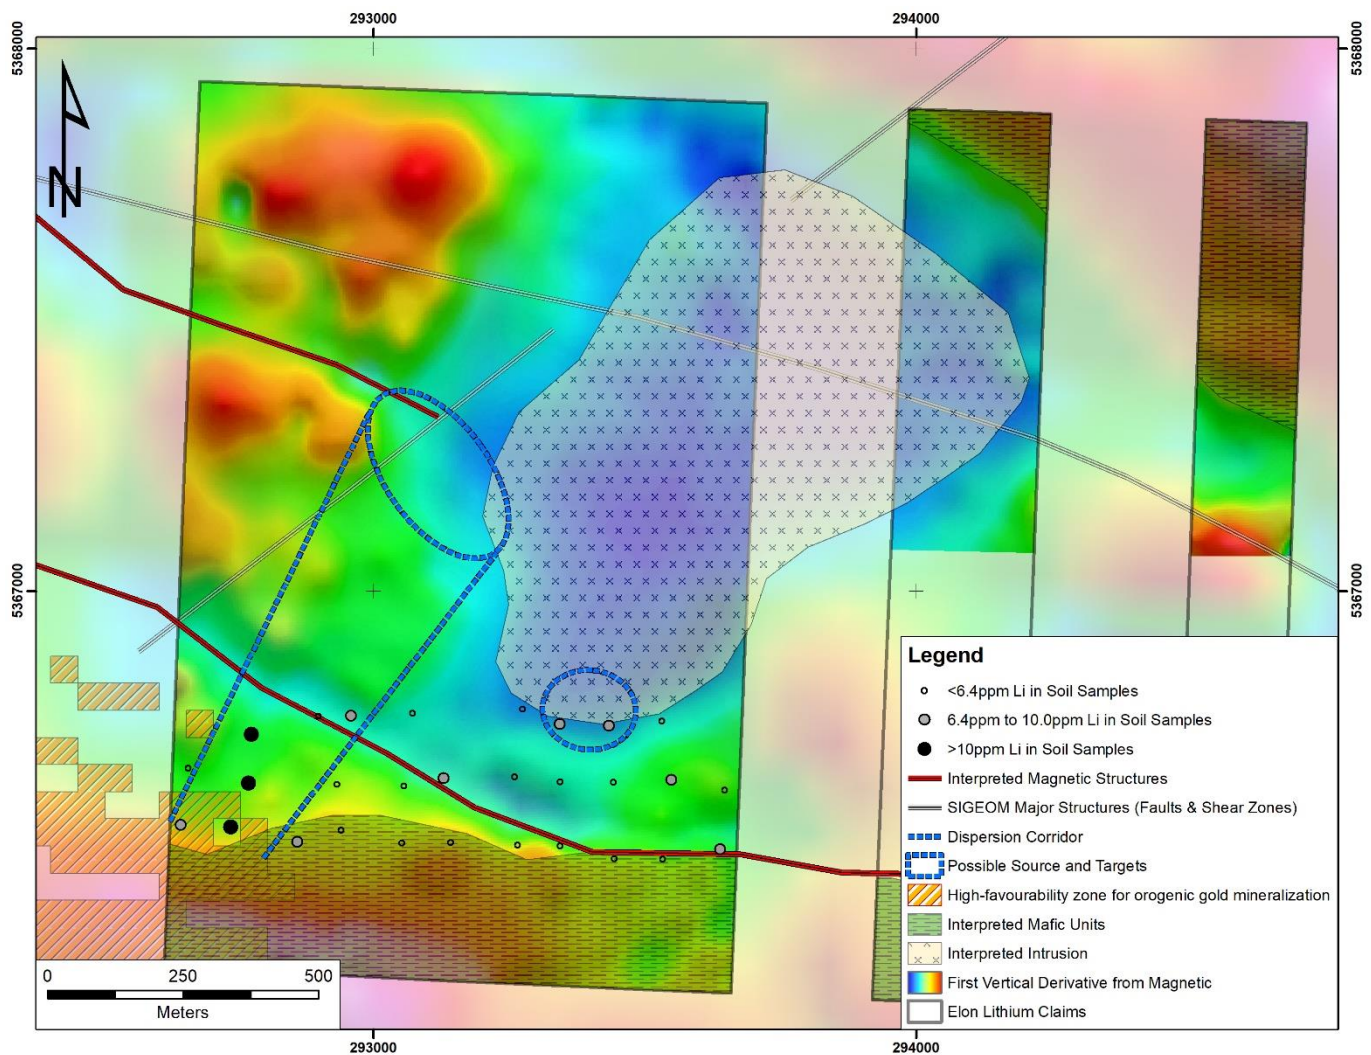 293000
294000
5368000
5368000
N
5367000
5367000
Legend
<6.4ppm Li in Soil Samples
6.4ppm to 10.0ppm Li in Soil Samples
>10ppm Li in Soil Samples
Interpreted Magnetic Structures
SIGEOM Major Structures (Faults & Shear Zones)
Dispersion Corridor
Possible Source and Targets
High-favourability zone for orogenic gold mineralization
Interpreted Mafic Units
Interpreted Intrusion
First Vertical Derivative from Magnetic
Elon Lithium Claims
0 250 500
Meters
293000
294000